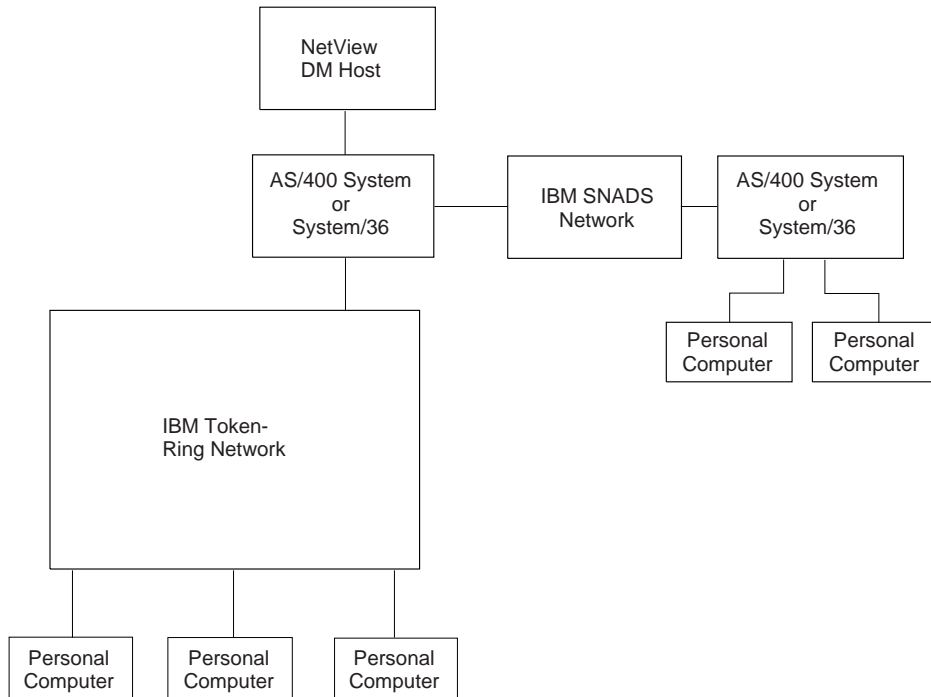 NetView
DM Host
AS/400 System
or
System/36
IBM SNADS
Network
AS/400 System
or
System/36
Personal
Computer
Personal
Computer
IBM Token-
Ring Network
Personal
Computer
Personal
Computer
Personal
Computer